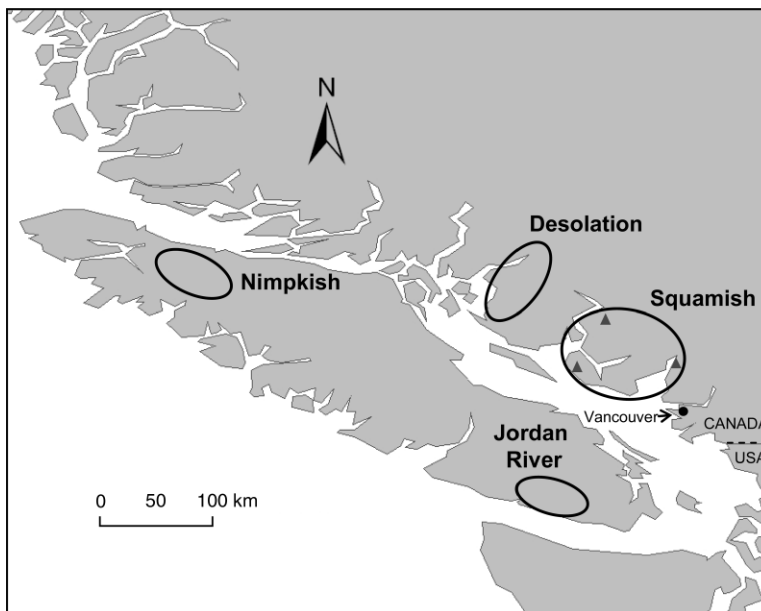 N
Desolation
Nimpkish
Squamish
Vancouver
CANADA
USA
Jordan
River
0 50 100 km